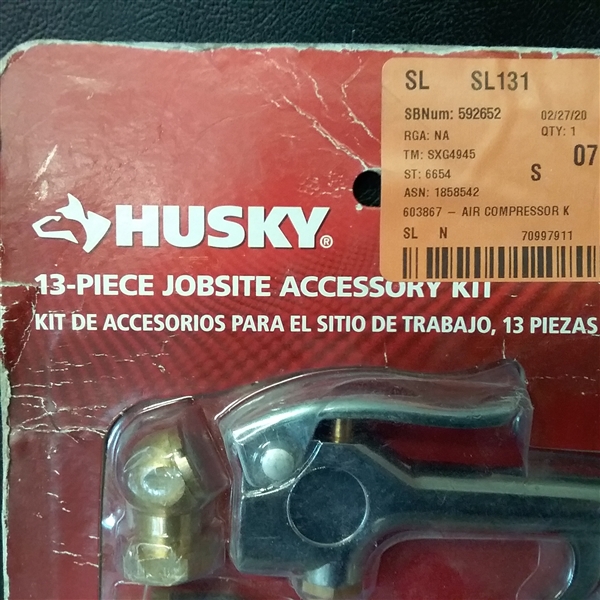 SL SL131
SBNum: 592652 02/27/20
RGA: NA QTY: 1
TM: SXG4945 07
ST: 6654 S
ASN: 1858542
603867 - AIR COMPRESSOR K
SL N 70997911
HUSKY®
13-PIECE JOBSITE ACCESSORY KIT
KIT DE ACCESORIOS PARA EL SITIO DE TRABAJO, 13 PIEZAS